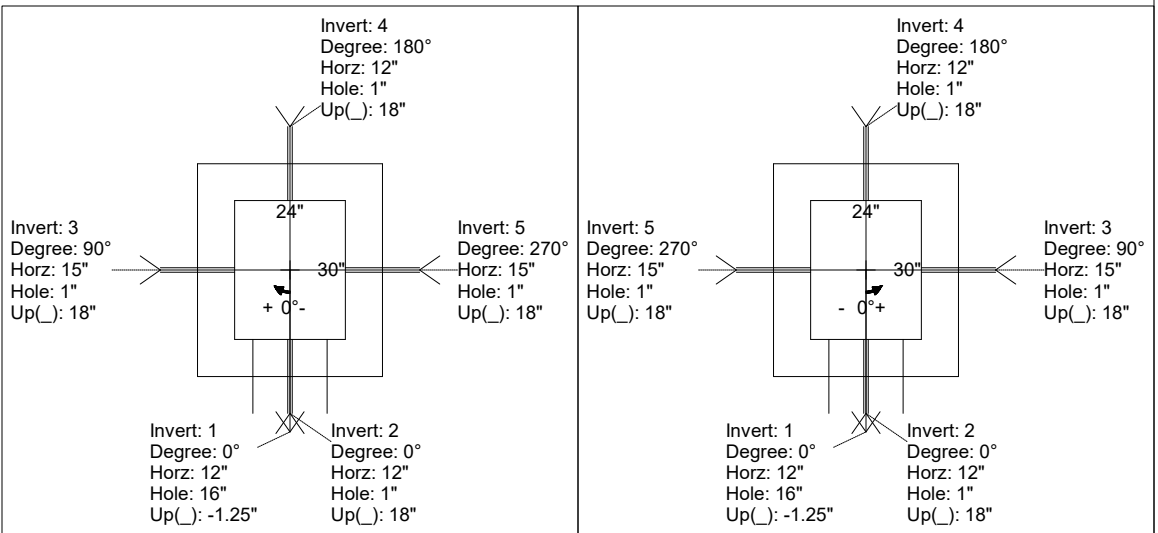 Invert: 4
Degree: 180°
Horz: 12"
Hole: 1"
Up(_): 18"
24"
Invert: 3
Degree: 90°
Horz: 15"
Hole: 1"
Up(_): 18"
30"
Invert: 5
Degree: 270°
Horz: 15"
Hole: 1"
Up(_): 18"
+ 0°-
Invert: 1
Degree: 0°
Horz: 12"
Hole: 16"
Up(_): -1.25"
Invert: 2
Degree: 0°
Horz: 12"
Hole: 1"
Up(_): 18"
Invert: 4
Degree: 180°
Horz: 12"
Hole: 1"
Up(_): 18"
24"
Invert: 5
Degree: 270°
Horz: 15"
Hole: 1"
Up(_): 18"
30"
Invert: 3
Degree: 90°
Horz: 15"
Hole: 1"
Up(_): 18"
- 0°+
Invert: 1
Degree: 0°
Horz: 12"
Hole: 16"
Up(_): -1.25"
Invert: 2
Degree: 0°
Horz: 12"
Hole: 1"
Up(_): 18"